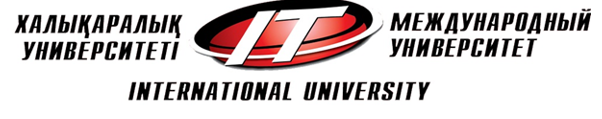 ХАЛЫҚАРАЛЫҚ
УНИВЕРСИТЕТІ
IT
МЕЖДУНАРОДНЫЙ
УНИВЕРСИТЕТ
INTERNATIONAL UNIVERSITY